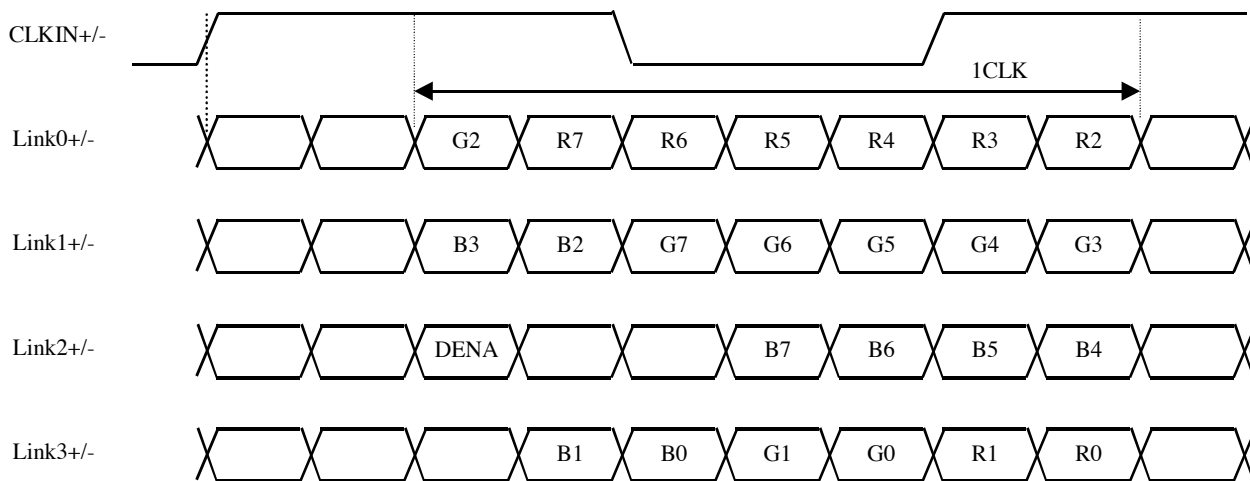 CLKIN+/-
1CLK
Link0+/- G2 R7 R6 R5 R4 R3 R2
Link1+/- B3 B2 G7 G6 G5 G4 G3
Link2+/- DENA B7 B6 B5 B4
Link3+/- B1 B0 G1 G0 R1 R0